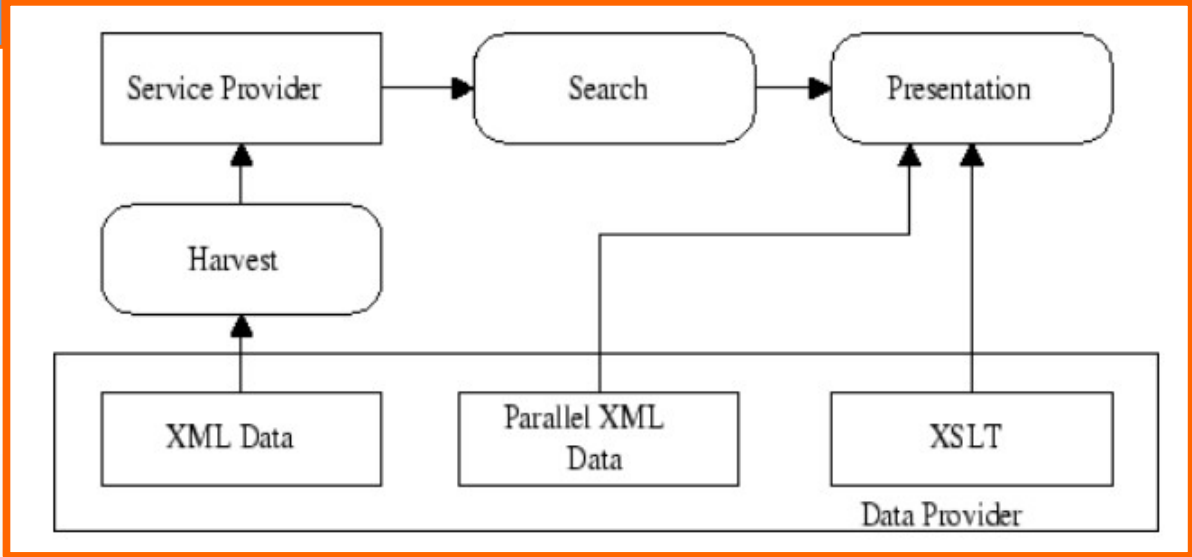 Service Provider
Search
Presentation
Harvest
XML Data
Parallel XML
Data
XSLT
Data Provider